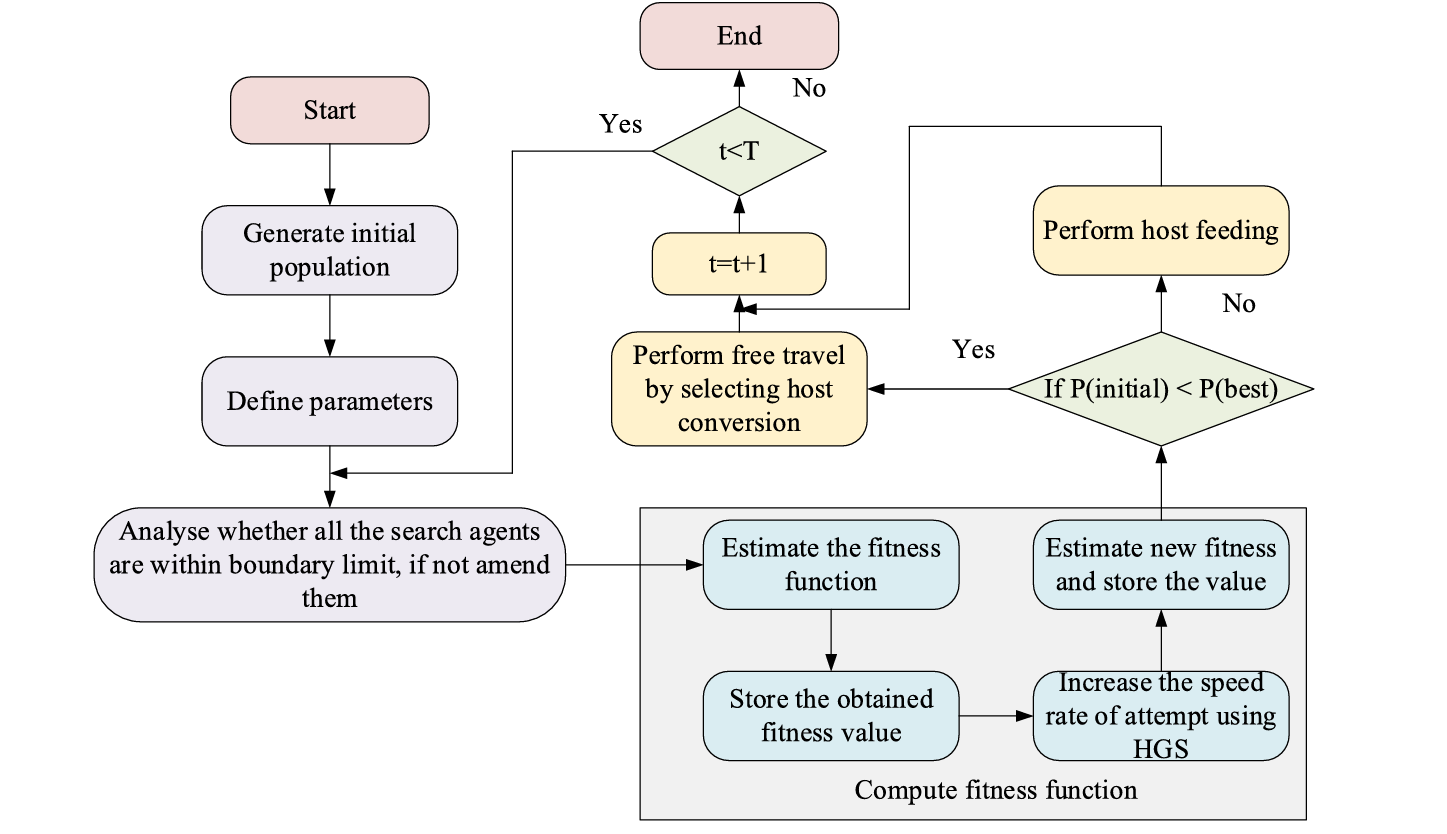 Start
Generate initial
population
Define parameters
Analyse whether all the search agents
are within boundary limit, if not amend
them
Estimate the fitness
function
Store the obtained
fitness value
Increase the speed
rate of attempt using
HGS
Estimate new fitness
and store the value
Compute fitness function
If P(initial) < P(best)
Yes
No
Perform host feeding
Perform free travel
by selecting host
conversion
t=t+1
t<T
Yes
No
End